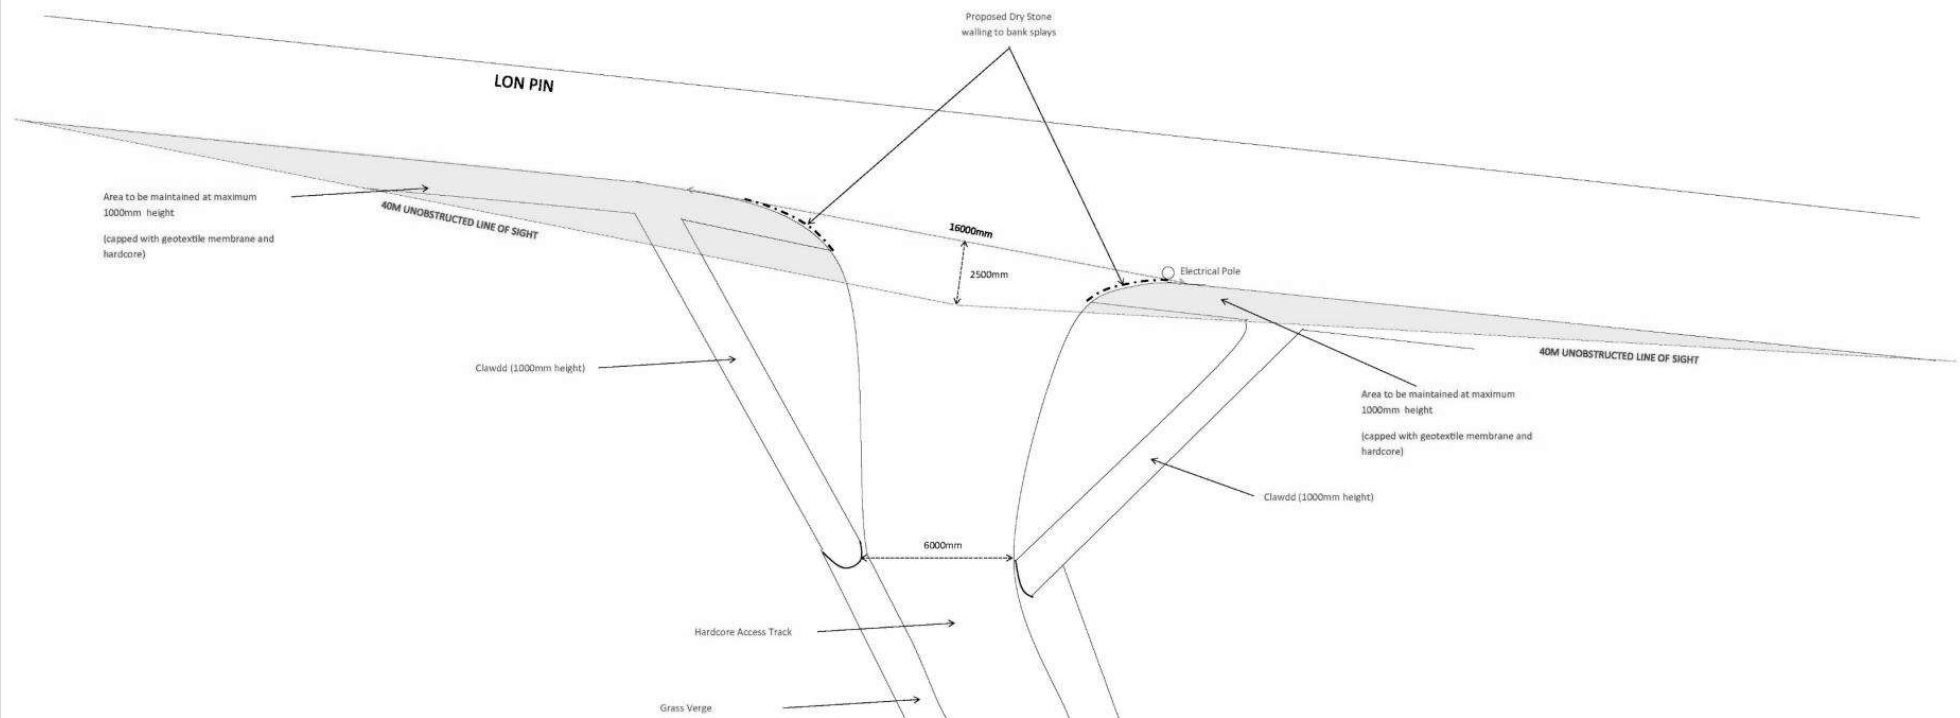 Proposed Dry Stone
walling to bank splays
LON PIN
Area to be maintained at maximum
1000mm height
(capped with geotextile membrane and
hardcore)
40M UNOBSTRUCTED LINE OF SIGHT
16000mm
2500mm
Electrical Pole
40M UNOBSTRUCTED LINE OF SIGHT
Clawdd (1000mm height)
Area to be maintained at maximum
1000mm height
(capped with geotextile membrane and
hardcore)
Clawdd (1000mm height)
6000mm
Hardcore Access Track
Grass Verge